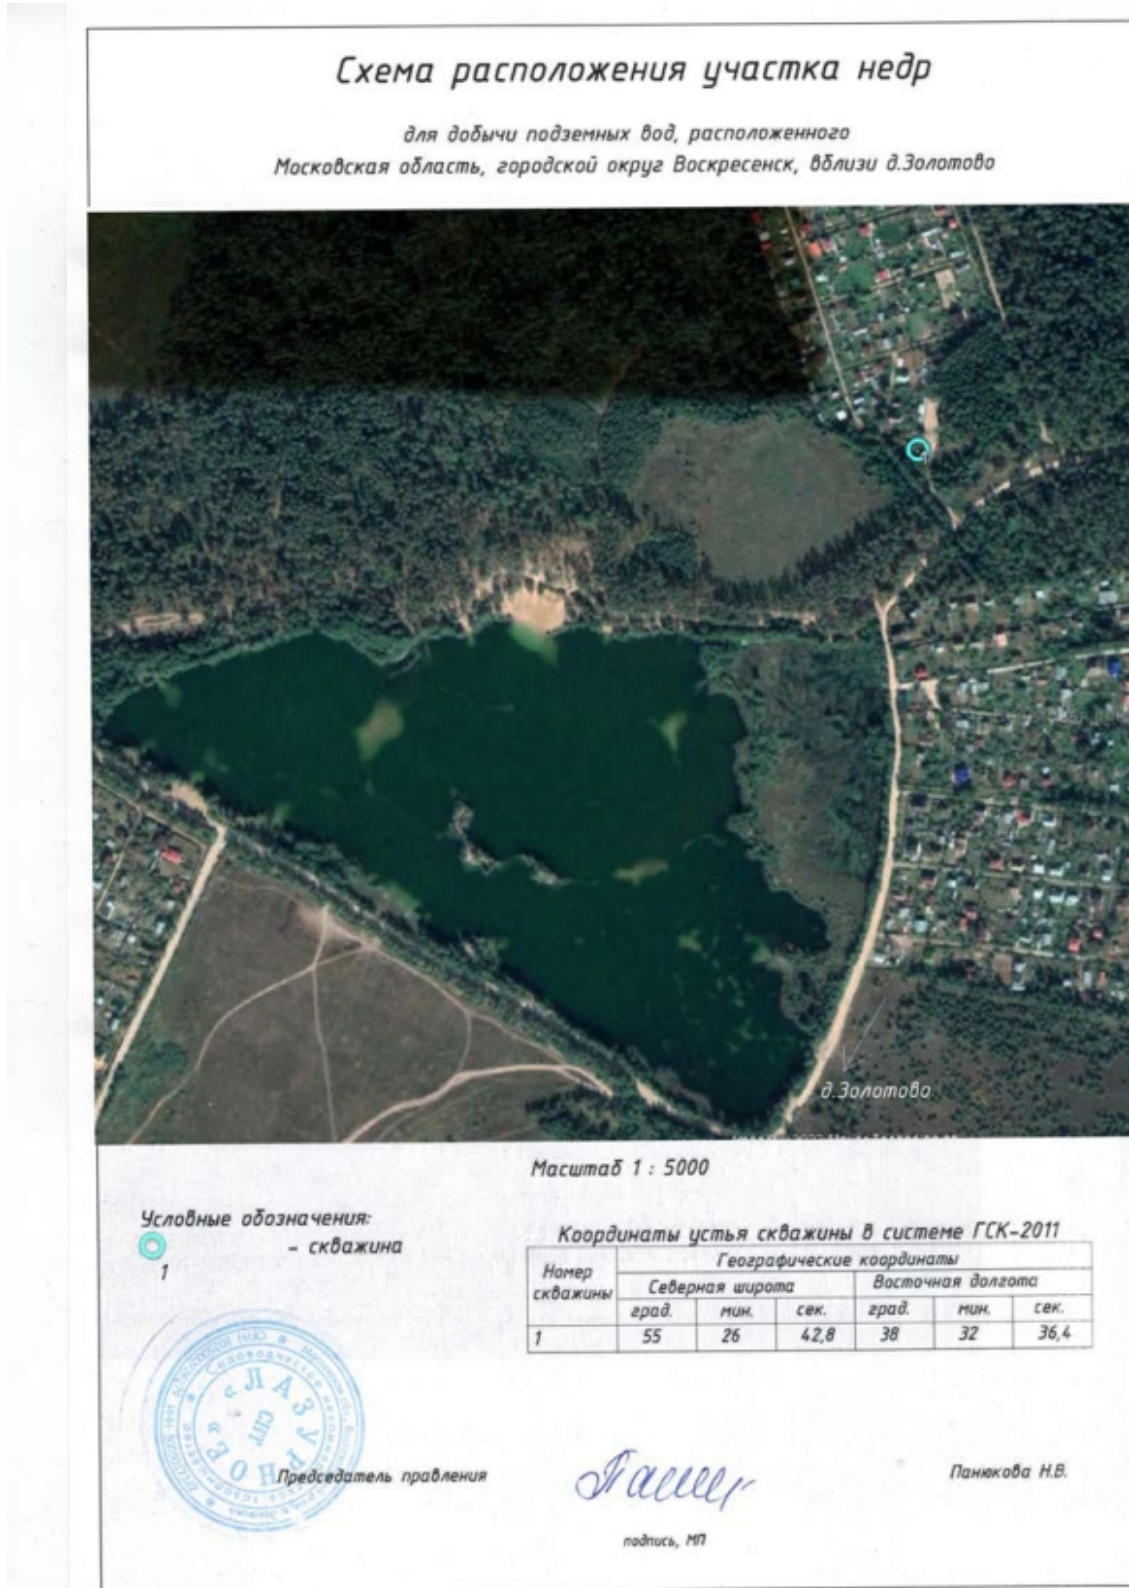 Схема расположения участка недр
для добычи подземных вод, расположенного
Московская область, городской округ Воскресенск, вблизи д.Золотово
1
д.Золотово
Масштаб 1 : 5000
Условные обозначения:
- скважина
1
Координаты устья скважины в системе ГСК-2011
Номер скважины
Географические координаты
Северная широта Восточная долгота
град. мин. сек. град. мин. сек.
1 55 26 42,8 38 32 36,4
Садоводческое
товарищество
«ЛАЗУРНОЕ»
СНТ
Председатель правления
Панюкова Н.В.
подпись, МП